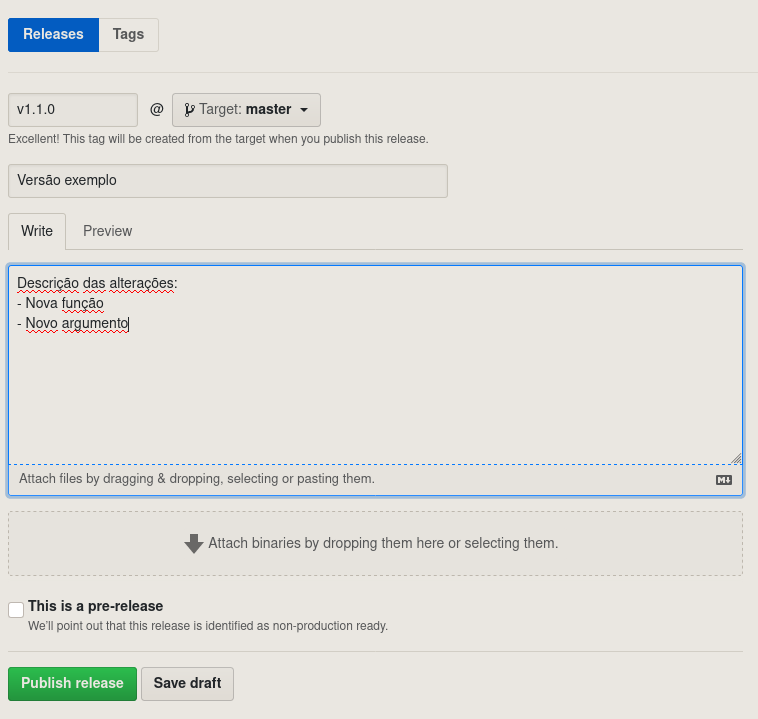 Releases Tags
v1.1.0 @ Target: master
Excellent! This tag will be created from the target when you publish this release.
Versão exemplo
Write Preview
Descrição das alterações:
- Nova função
- Novo argumento
Attach files by dragging & dropping, selecting or pasting them. M↓
Attach binaries by dropping them here or selecting them.
This is a pre-release
We'll point out that this release is identified as non-production ready.
Publish release Save draft